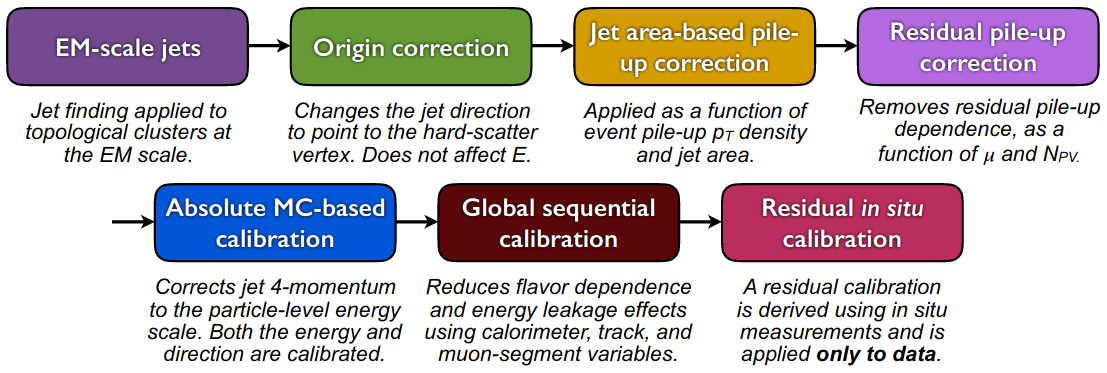 EM-scale jets
Jet finding applied to
topological clusters at
the EM scale.
Origin correction
Changes the jet direction
to point to the hard-scatter
vertex. Does not affect E.
Jet area-based pile-
up correction
Applied as a function of
event pile-up pT density
and jet area.
Residual pile-up
correction
Removes residual pile-up
dependence, as a
function of µ and NPV.
Absolute MC-based
calibration
Corrects jet 4-momentum
to the particle-level energy
scale. Both the energy and
direction are calibrated.
Global sequential
calibration
Reduces flavor dependence
and energy leakage effects
using calorimeter, track, and
muon-segment variables.
Residual in situ
calibration
A residual calibration
is derived using in situ
measurements and is
applied only to data.